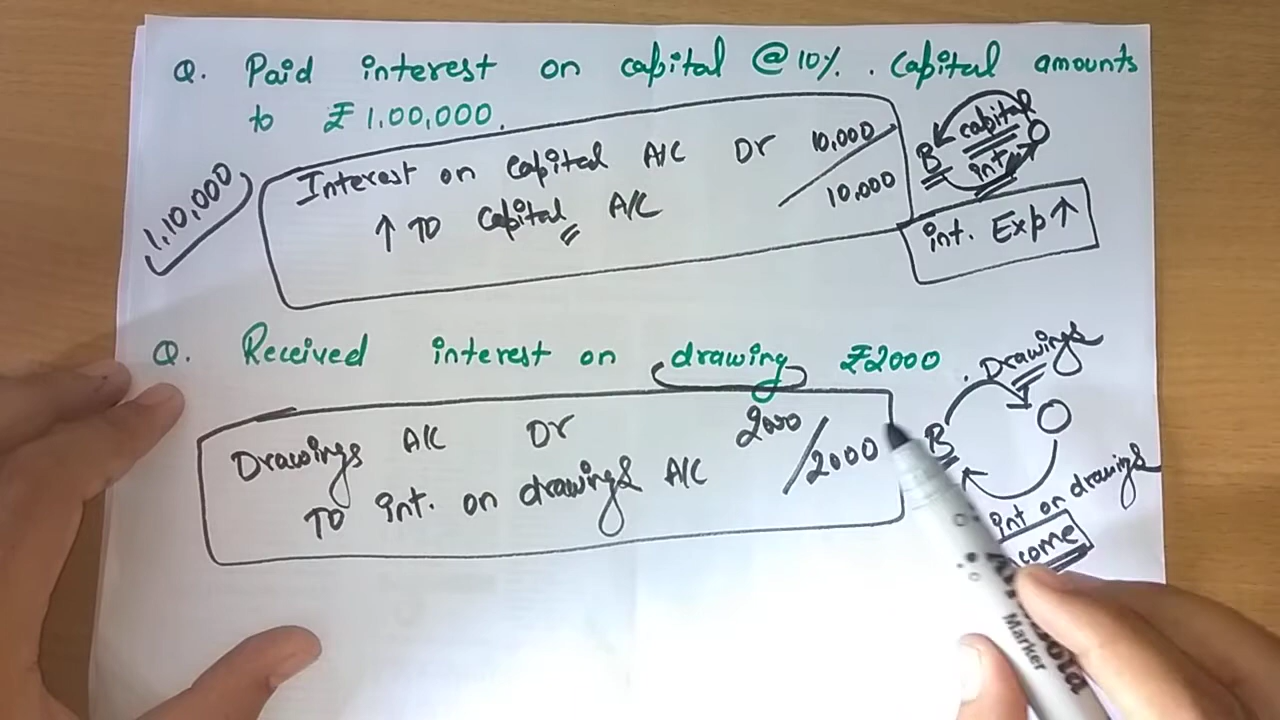 Q. Paid interest on capital @ 10%. Capital amounts
to ₹ 1,00,000.
1,10,000
Interest on capital A/C Dr 10,000
↑ TO capital A/C 10,000
capital
B O
int
int. Exp ↑
Q. Received interest on drawing ₹2000
Drawings A/C Dr 2000
TO int. on drawings A/C 2000
Drawings
B O
int on drawings
come
Marker